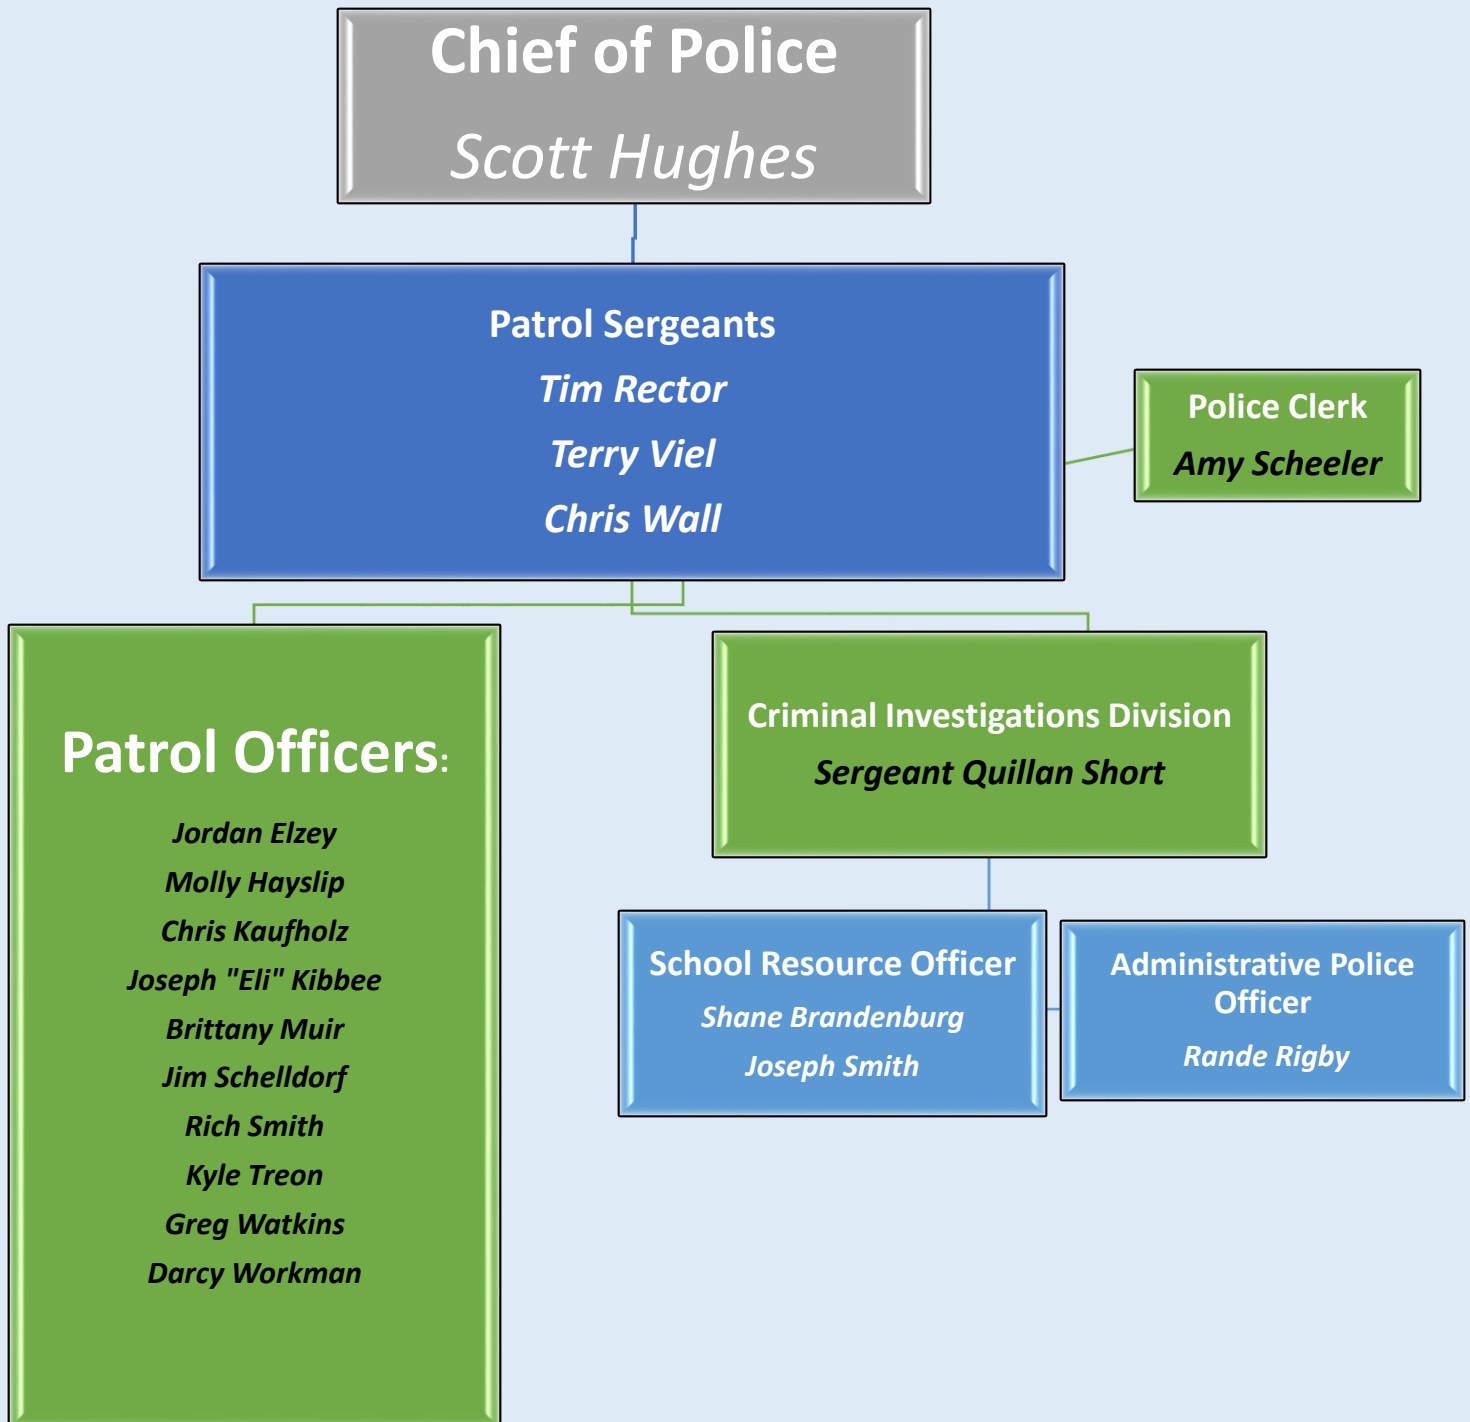 Chief of Police
Scott Hughes
Patrol Sergeants
Tim Rector
Terry Viel
Chris Wall
Police Clerk
Amy Scheeler
Patrol Officers:
Jordan Elzey
Molly Hayslip
Chris Kaufholz
Joseph "Eli" Kibbee
Brittany Muir
Jim Schelldorf
Rich Smith
Kyle Treon
Greg Watkins
Darcy Workman
Criminal Investigations Division
Sergeant Quillan Short
School Resource Officer
Shane Brandenburg
Joseph Smith
Administrative Police
Officer
Rande Rigby